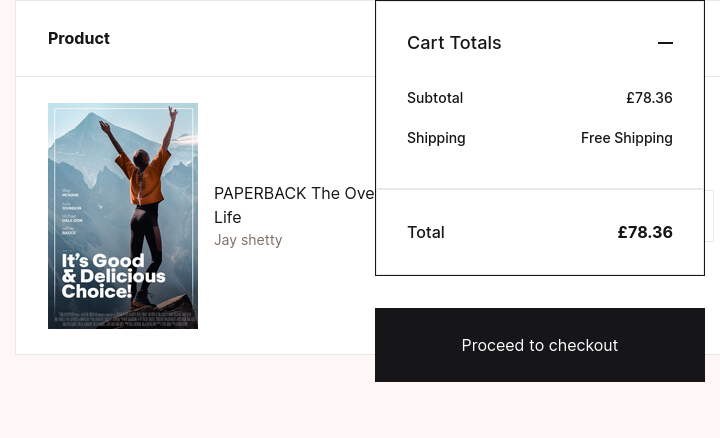 Product
Cart Totals
Subtotal £78.36
Shipping Free Shipping
PAPERBACK The Ove
Life
Jay shetty
Total £78.36
It's Good
& Delicious
Choice!
Proceed to checkout